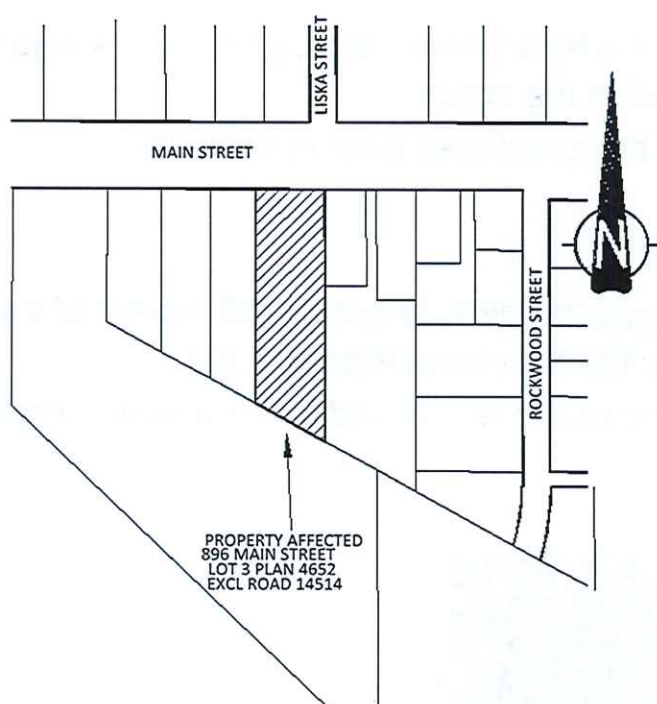 LISKA STREET
MAIN STREET
N
ROCKWOOD STREET
PROPERTY AFFECTED
896 MAIN STREET
LOT 3 PLAN 4652
EXCL ROAD 14514